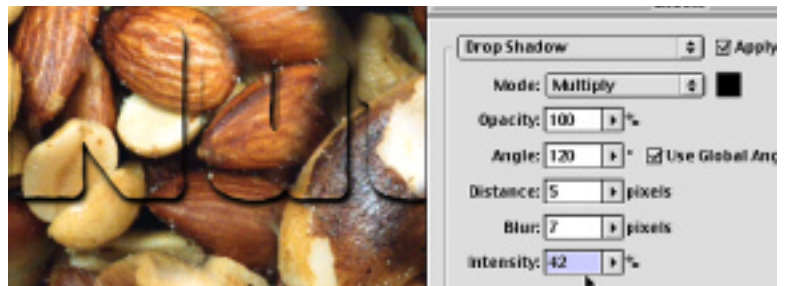 Nu
Drop Shadow Apply
Mode: Multiply
Opacity: 100 %
Angle: 120 ° Use Global Ang
Distance: 5 pixels
Blur: 7 pixels
Intensity: 42 %